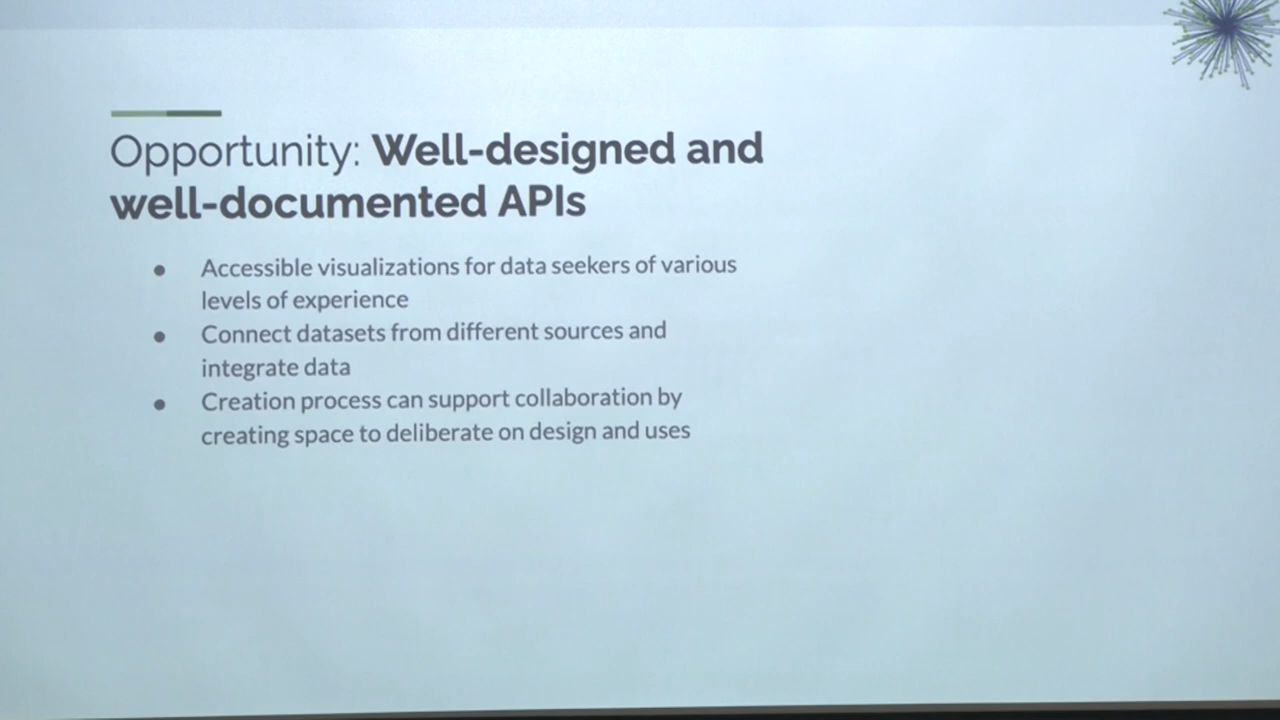 Opportunity: Well-designed and
well-documented APIs
● Accessible visualizations for data seekers of various
levels of experience
● Connect datasets from different sources and
integrate data
● Creation process can support collaboration by
creating space to deliberate on design and uses